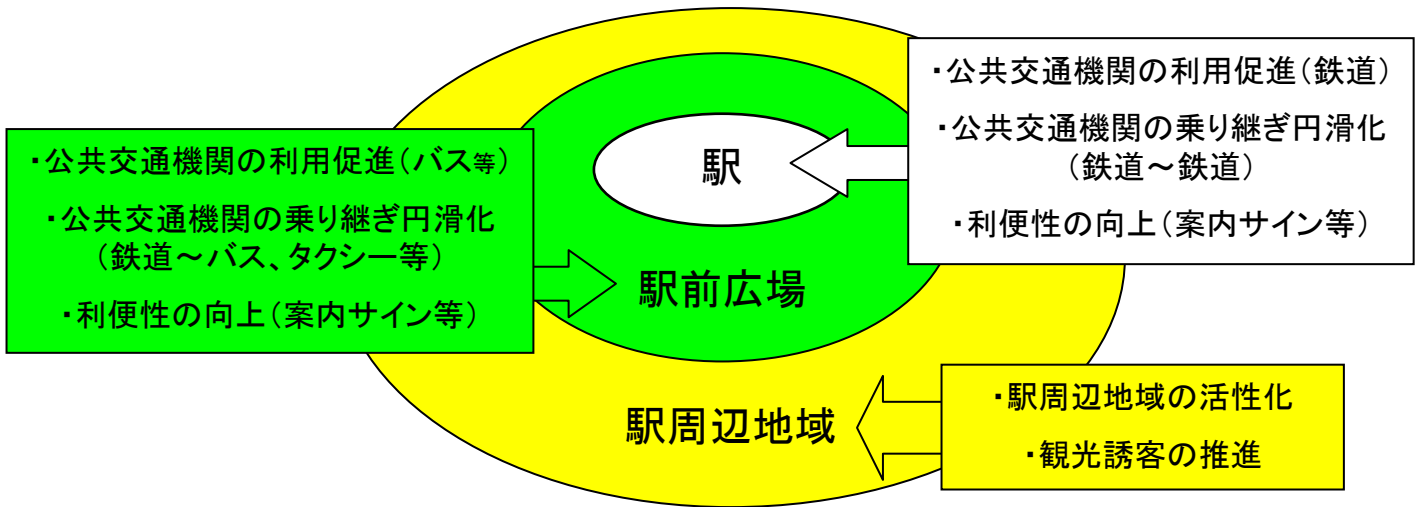 ・公共交通機関の利用促進(鉄道)
・公共交通機関の乗り継ぎ円滑化
(鉄道～鉄道)
・利便性の向上(案内サイン等)
駅
・公共交通機関の利用促進(バス等)
・公共交通機関の乗り継ぎ円滑化
(鉄道～バス、タクシー等)
・利便性の向上(案内サイン等)
駅前広場
駅周辺地域
・駅周辺地域の活性化
・観光誘客の推進